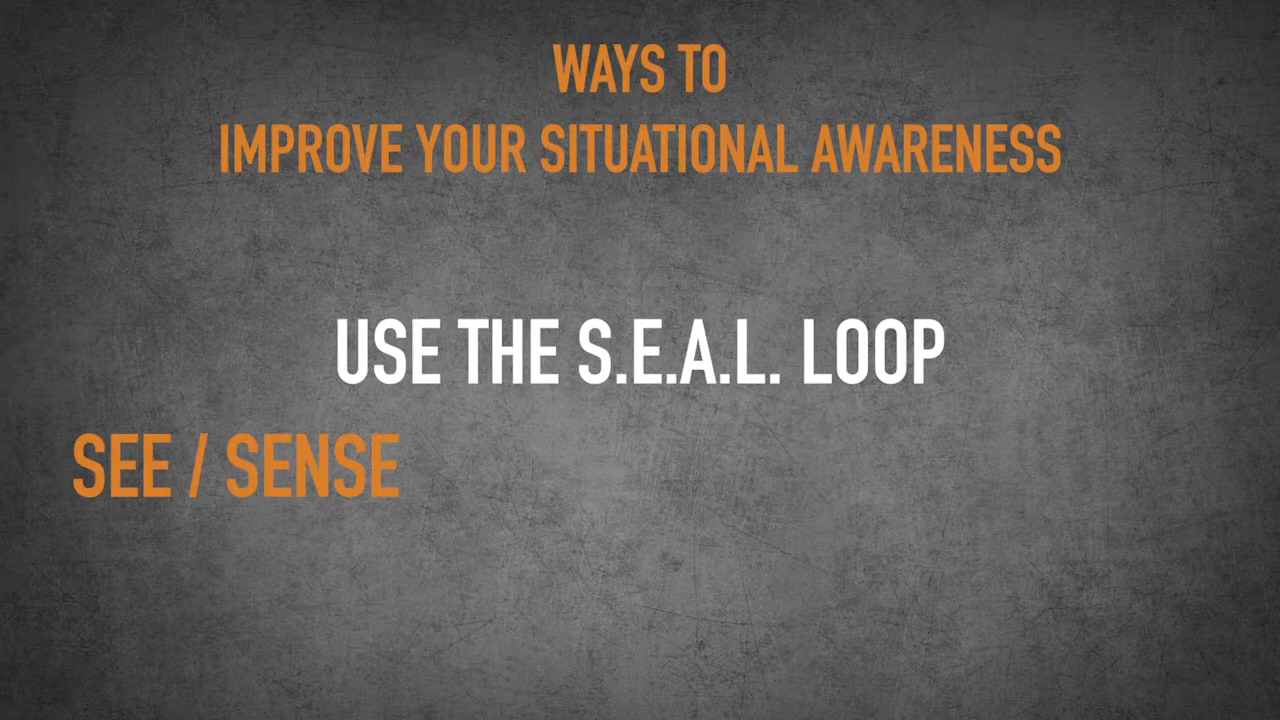 WAYS TO
IMPROVE YOUR SITUATIONAL AWARENESS
USE THE S.E.A.L. LOOP
SEE / SENSE